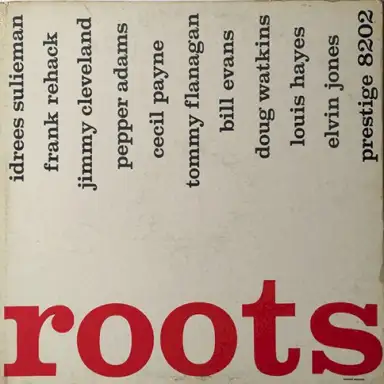 idrees sulieman
frank rehack
jimmy cleveland
pepper adams
cecil payne
tommy flanagan
bill evans
doug watkins
louis hayes
elvin jones
prestige 8202
roots